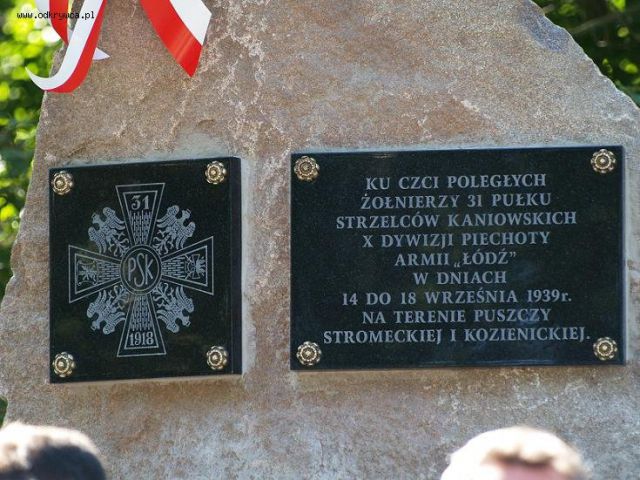 www.odkrywca.pl
31
PSK
1918
KU CZCI POLEGŁYCH
ŻOŁNIERZY 31 PUŁKU
STRZELCÓW KANIOWSKICH
X DYWIZJI PIECHOTY
ARMII „ŁÓDŹ”
W DNIACH
14 DO 18 WRZEŚNIA 1939r.
NA TERENIE PUSZCZY
STROMECKIEJ I KOZIENICKIEJ.